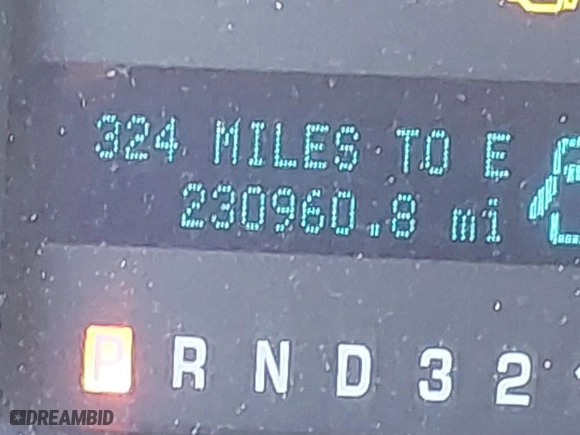 324 MILES TO E
230960.8 mi
P R N D 3 2
DREAMBID